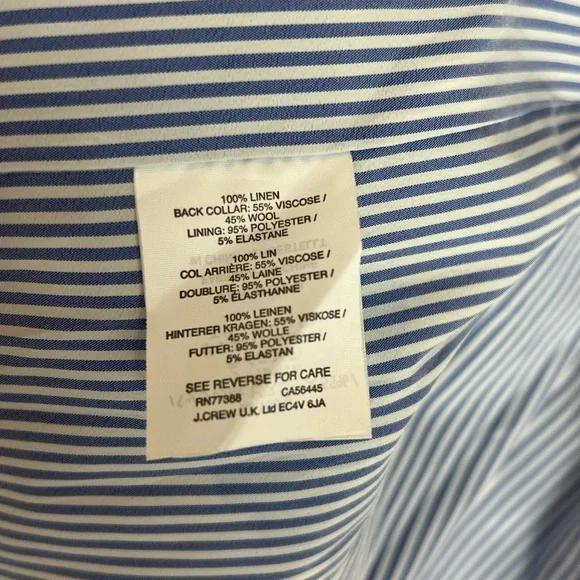 100% LINEN
BACK COLLAR: 55% VISCOSE /
45% WOOL
LINING: 95% POLYESTER /
5% ELASTANE
100% LIN
COL ARRIÈRE: 55% VISCOSE /
45% LAINE
DOUBLURE: 95% POLYESTER /
5% ÉLASTHANNE
100% LEINEN
HINTERER KRAGEN: 55% VISKOSE /
45% WOLLE
FUTTER: 95% POLYESTER /
5% ELASTAN
SEE REVERSE FOR CARE
RN77388 CA56445
J.CREW U.K. Ltd EC4V 6JA